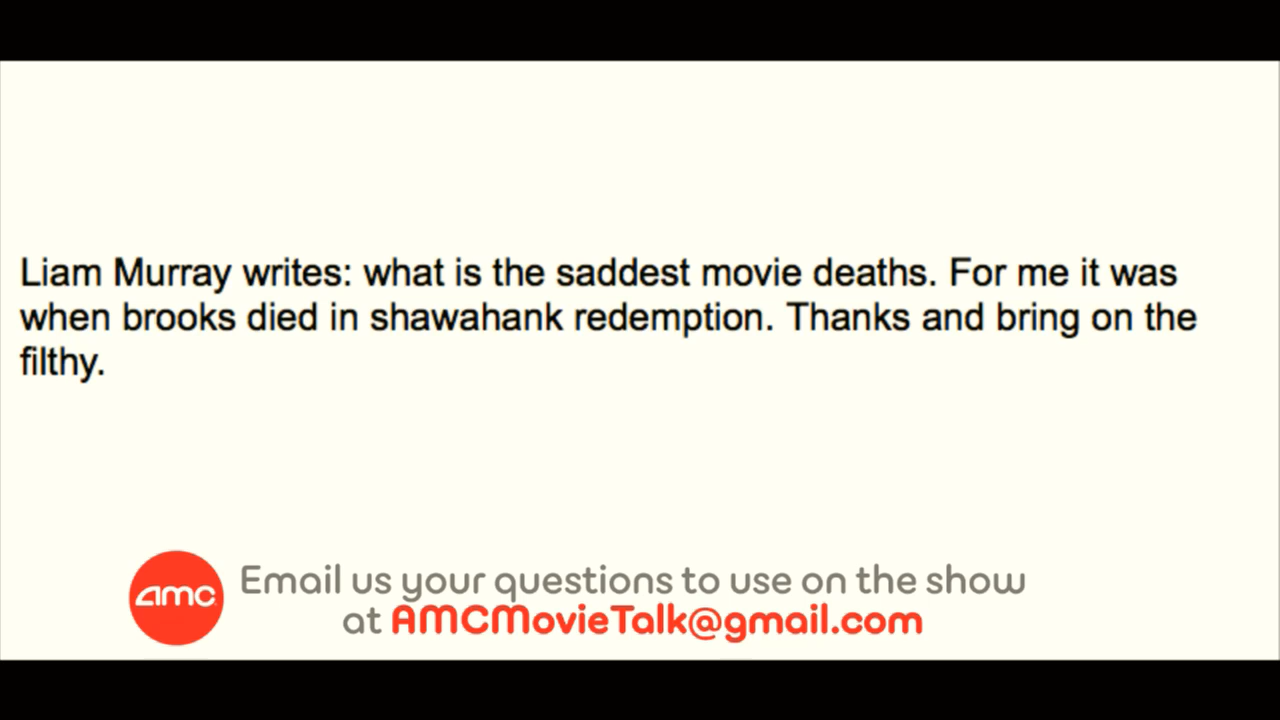 Liam Murray writes: what is the saddest movie deaths. For me it was
when brooks died in shawahank redemption. Thanks and bring on the
filthy.
amc
Email us your questions to use on the show
at AMCMovieTalk@gmail.com